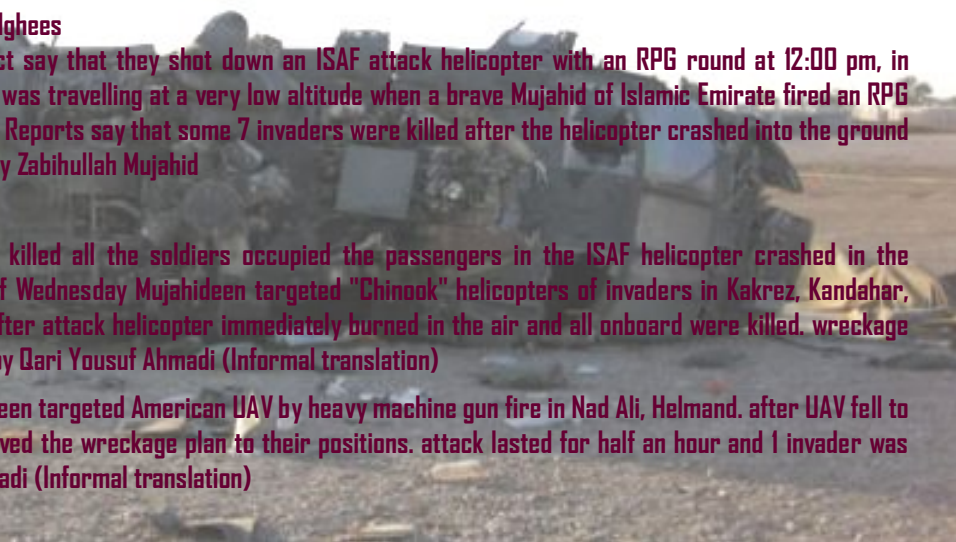 lghees
ct say that they shot down an ISAF attack helicopter with an RPG round at 12:00 pm, in
was travelling at a very low altitude when a brave Mujahid of Islamic Emirate fired an RPG
Reports say that some 7 invaders were killed after the helicopter crashed into the ground
y Zabihullah Mujahid
killed all the soldiers occupied the passengers in the ISAF helicopter crashed in the
f Wednesday Mujahideen targeted "Chinook" helicopters of invaders in Kakrez, Kandahar,
fter attack helicopter immediately burned in the air and all onboard were killed. wreckage
by Qari Yousuf Ahmadi (Informal translation)
een targeted American UAV by heavy machine gun fire in Nad Ali, Helmand. after UAV fell to
ved the wreckage plan to their positions. attack lasted for half an hour and 1 invader was
adi (Informal translation)